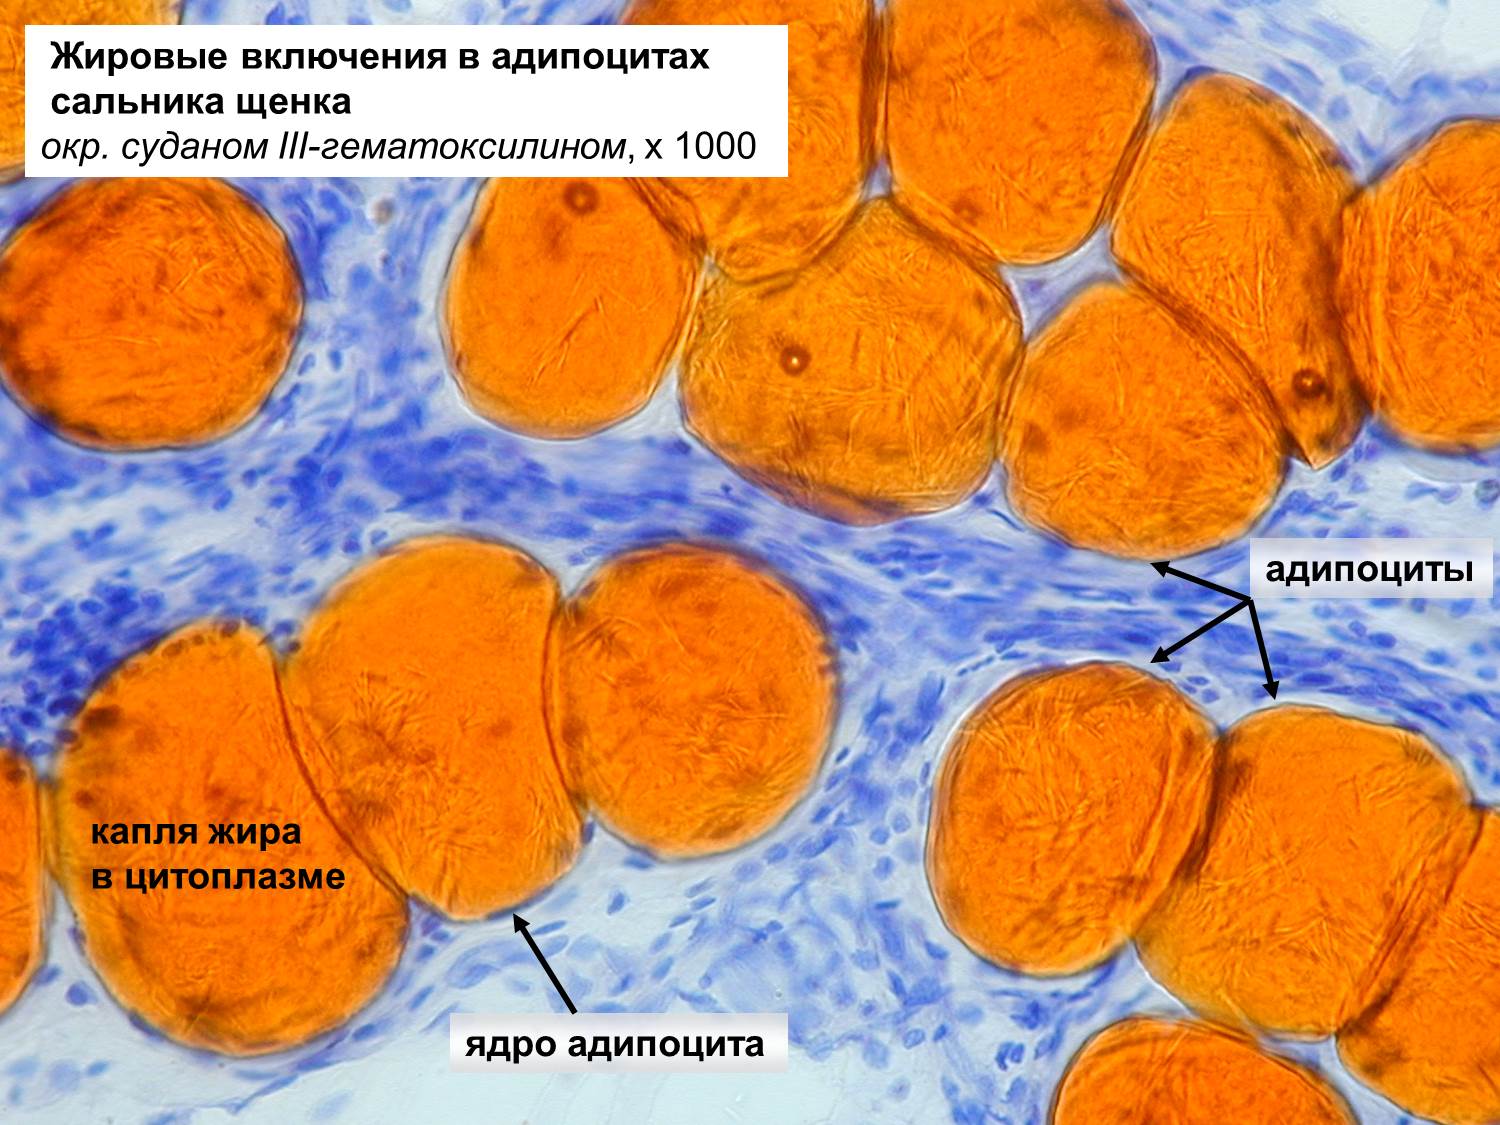 Жировые включения в адипоцитах
сальника щенка
окр. суданом III-гематоксилином, х 1000
адипоциты
капля жира
в цитоплазме
ядро адипоцита